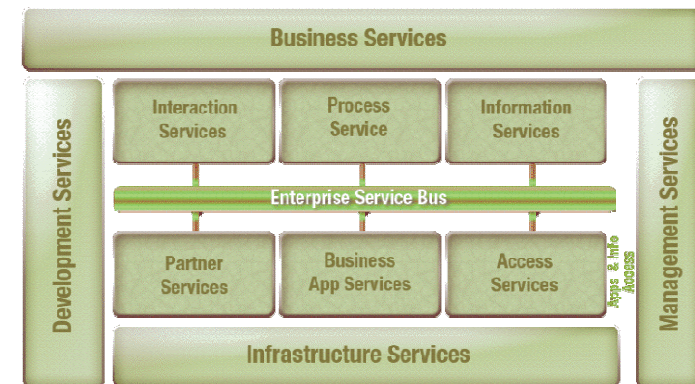 Business Services
Development Services
Interaction
Services
Process
Service
Information
Services
Management Services
Enterprise Service Bus
Partner
Services
Business
App Services
Access
Services
Apps & Info
Access
Infrastructure Services